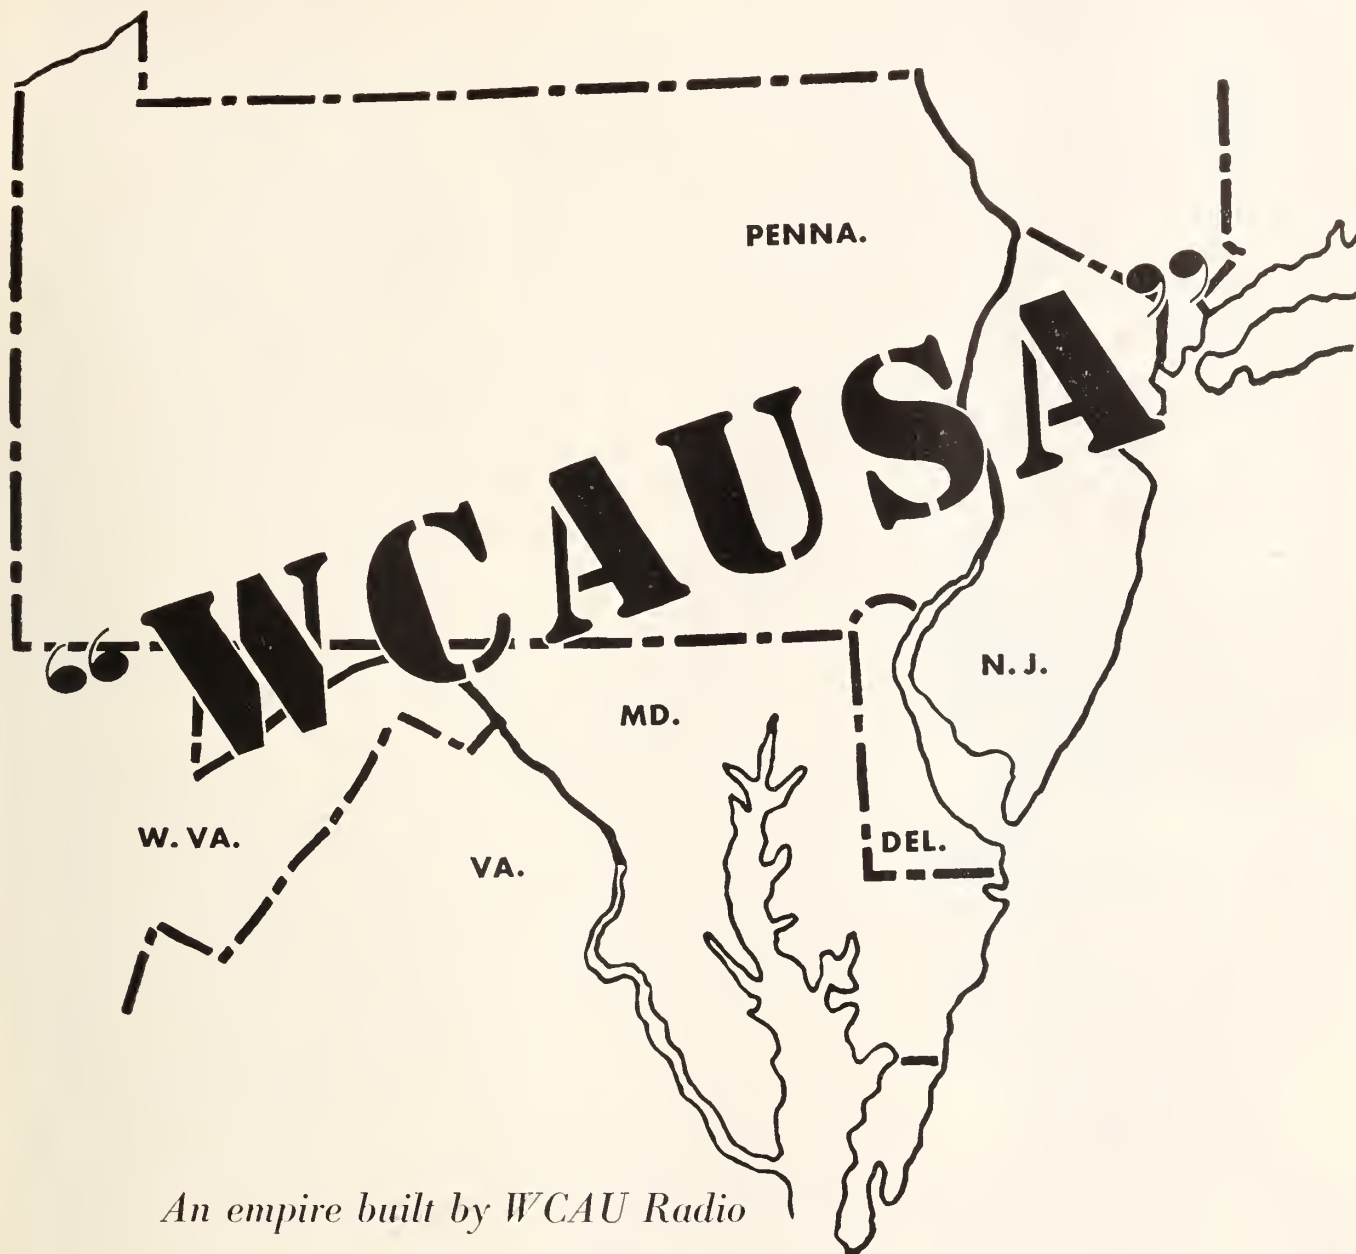 PENNA.
“WCAUSA”
N. J.
MD.
W. VA.
DEL.
VA.
An empire built by WCAU Radio